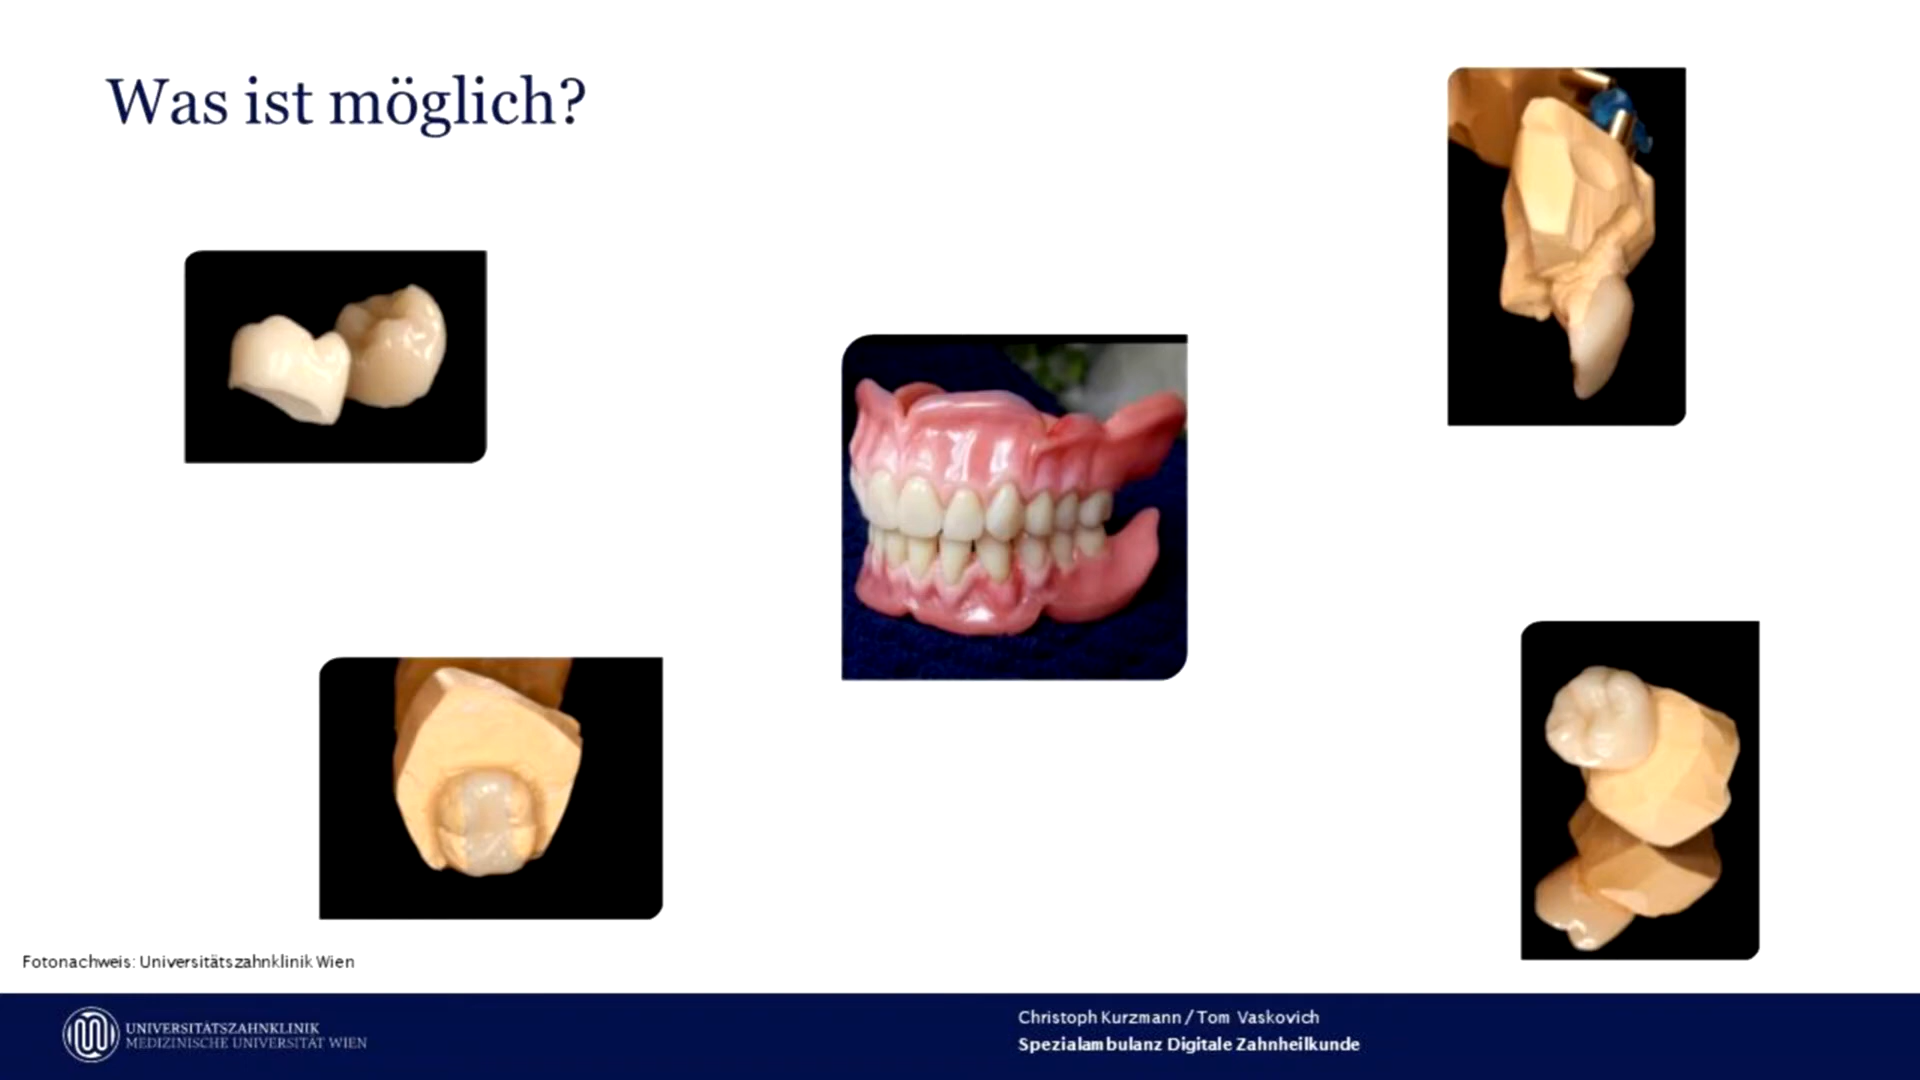 Was ist möglich?
Fotonachweis: Universitätszahnklinik Wien
UNIVERSITÄTSZAHNKLINIK
MEDIZINISCHE UNIVERSITÄT WIEN
Christoph Kurzmann / Tom Vaskovich
Spezialambulanz Digitale Zahnheilkunde